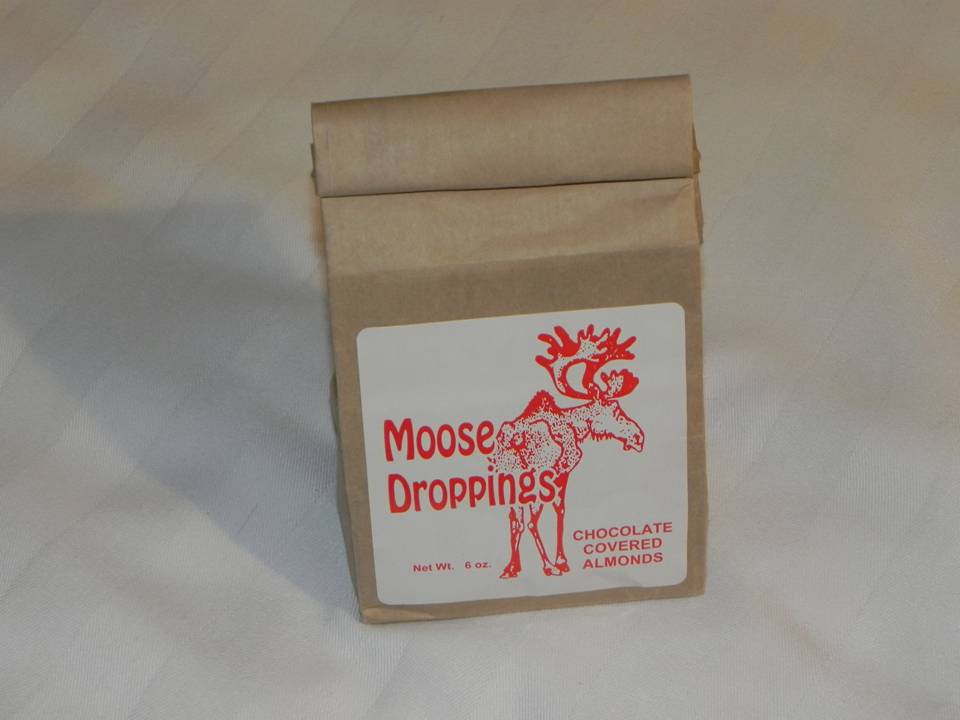 Moose
Droppings
CHOCOLATE
COVERED
ALMONDS
Net Wt. 6 oz.